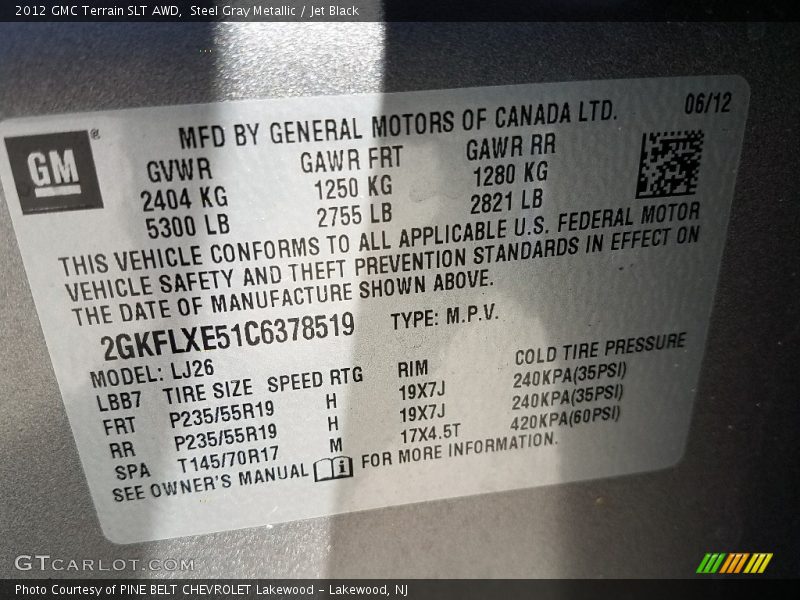 2012 GMC Terrain SLT AWD, Steel Gray Metallic / Jet Black
GM®
MFD BY GENERAL MOTORS OF CANADA LTD. 06/12
GVWR GAWR FRT GAWR RR
2404 KG 1250 KG 1280 KG
5300 LB 2755 LB 2821 LB
THIS VEHICLE CONFORMS TO ALL APPLICABLE U.S. FEDERAL MOTOR
VEHICLE SAFETY AND THEFT PREVENTION STANDARDS IN EFFECT ON
THE DATE OF MANUFACTURE SHOWN ABOVE.
2GKFLXE51C6378519 TYPE: M.P.V.
MODEL: LJ26
LBB7 TIRE SIZE SPEED RTG RIM COLD TIRE PRESSURE
FRT P235/55R19 H 19X7J 240KPA(35PSI)
RR P235/55R19 H 19X7J 240KPA(35PSI)
SPA T145/70R17 M 17X4.5T 420KPA(60PSI)
SEE OWNER'S MANUAL i FOR MORE INFORMATION.
GTCARLOT.COM
Photo Courtesy of PINE BELT CHEVROLET Lakewood - Lakewood, NJ